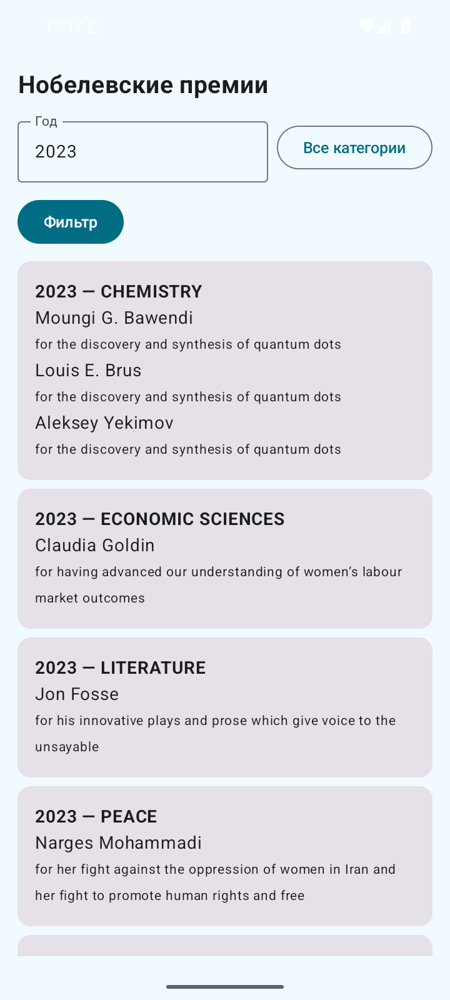 12:17
Нобелевские премии
Год
2023
Все категории
Фильтр
2023 — CHEMISTRY
Moungi G. Bawendi
for the discovery and synthesis of quantum dots
Louis E. Brus
for the discovery and synthesis of quantum dots
Aleksey Yekimov
for the discovery and synthesis of quantum dots
2023 — ECONOMIC SCIENCES
Claudia Goldin
for having advanced our understanding of women’s labour
market outcomes
2023 — LITERATURE
Jon Fosse
for his innovative plays and prose which give voice to the
unsayable
2023 — PEACE
Narges Mohammadi
for her fight against the oppression of women in Iran and
her fight to promote human rights and free